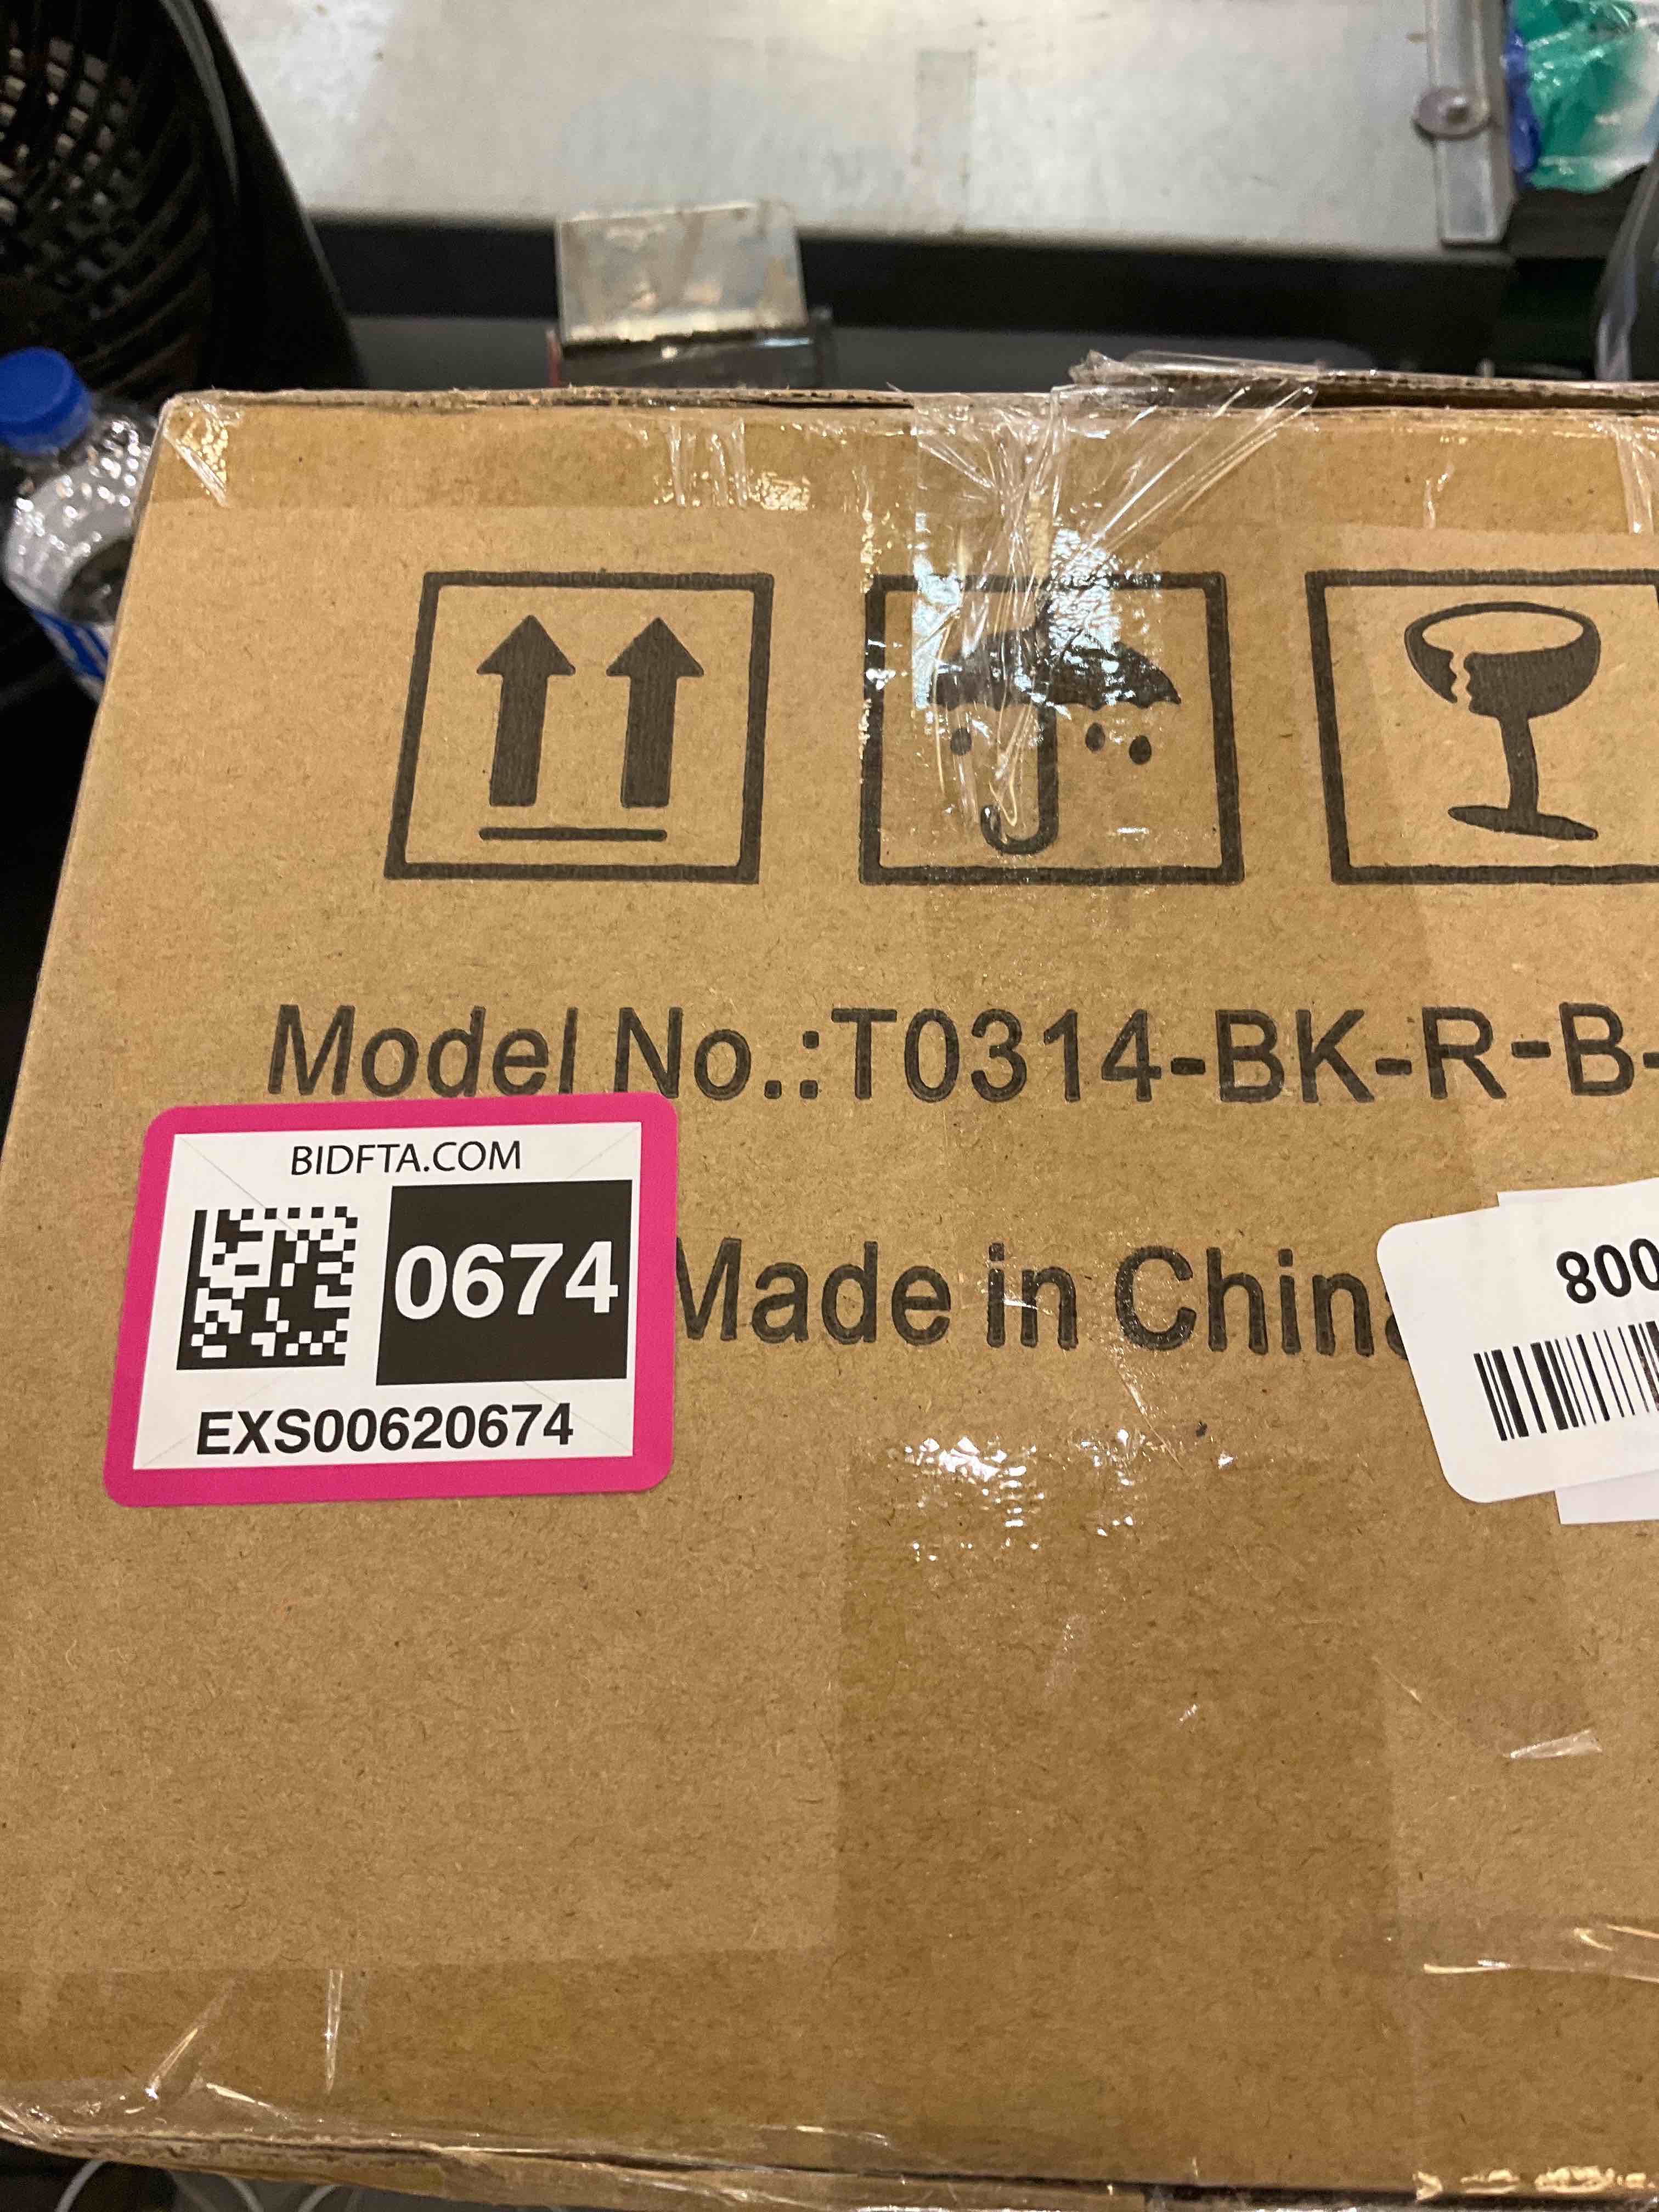 Model No.:T0314-BK-R-B-
BIDFTA.COM
0674
EXS00620674
Made in China
800